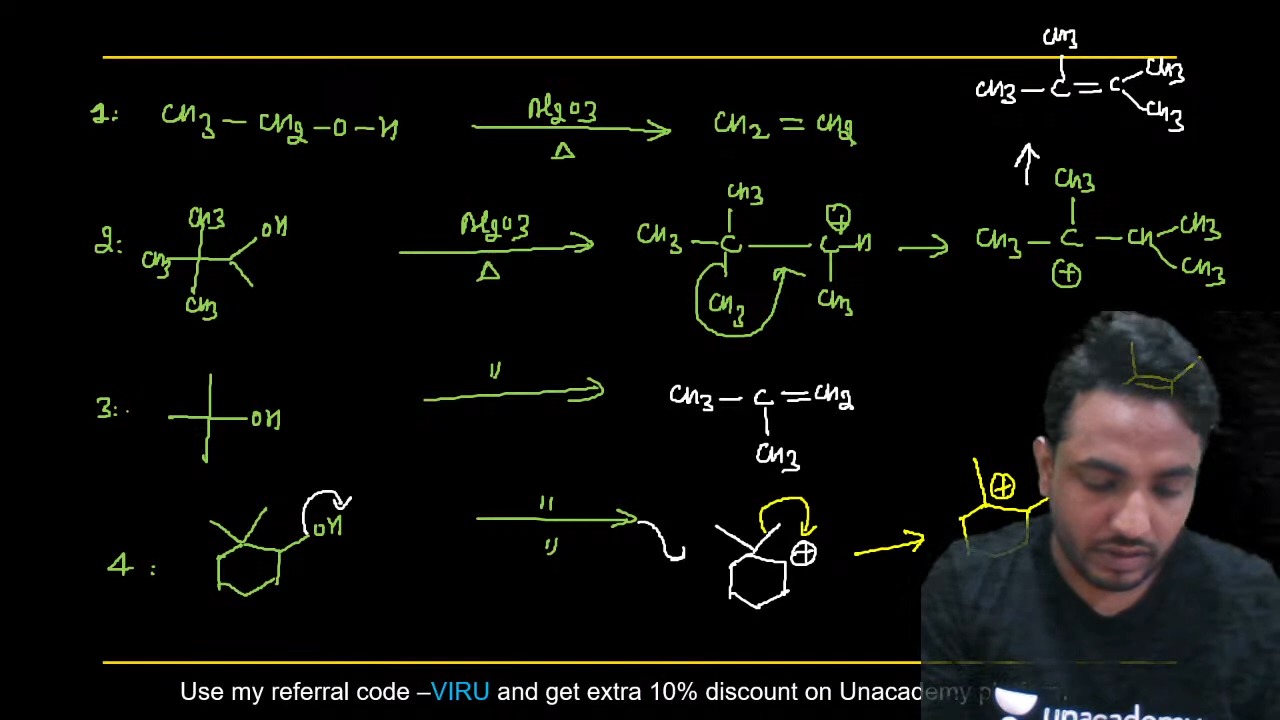 CH3
CH3 — C = C CH3
CH3
1: CH3 — CH2 — O — H Al2O3 Δ CH2 = CH2
2: CH3 CH3 CH3 OH Al2O3 Δ CH3 — C — C — H CH3 CH3 CH3 ⊕ CH3 — C — CH CH3 CH3 CH3 ⊕
3: OH " CH3 — C = CH2
CH3
4: OH " " ⊕ ⊕
Use my referral code –VIRU and get extra 10% discount on Unacademy
unacademy